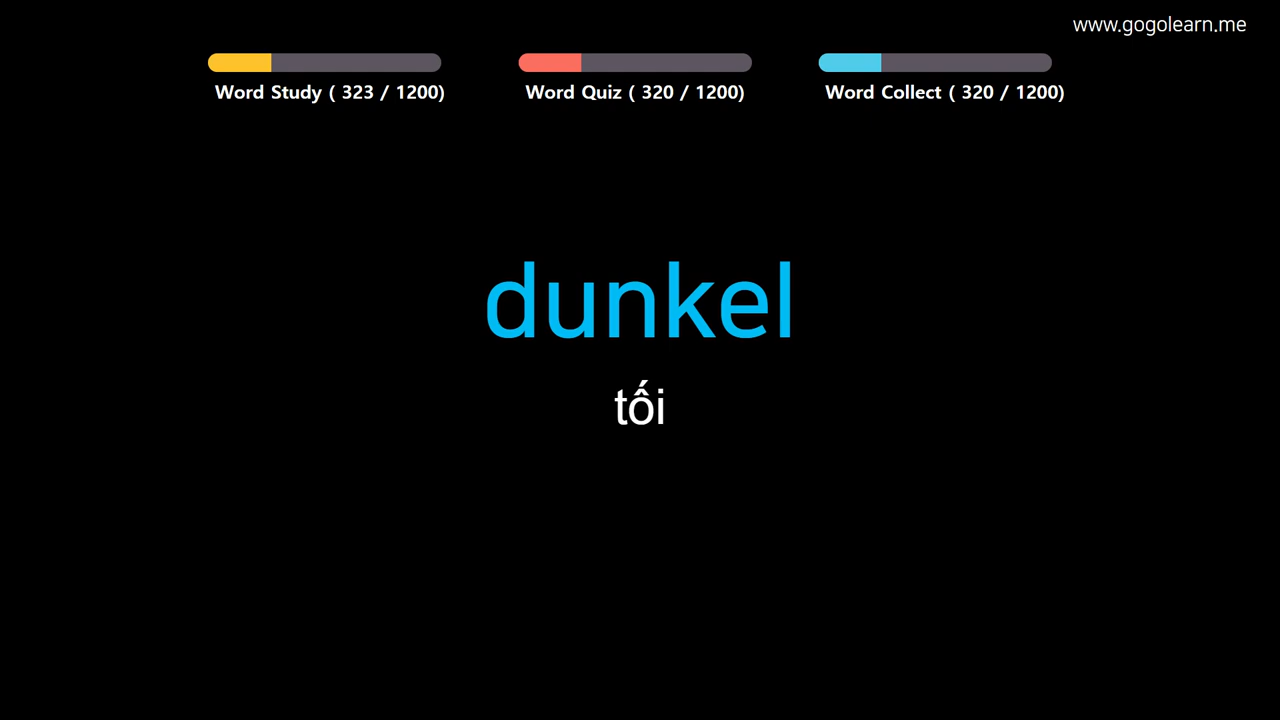 www.gogolearn.me
Word Study ( 323 / 1200)
Word Quiz ( 320 / 1200)
Word Collect ( 320 / 1200)
dunkel
tối